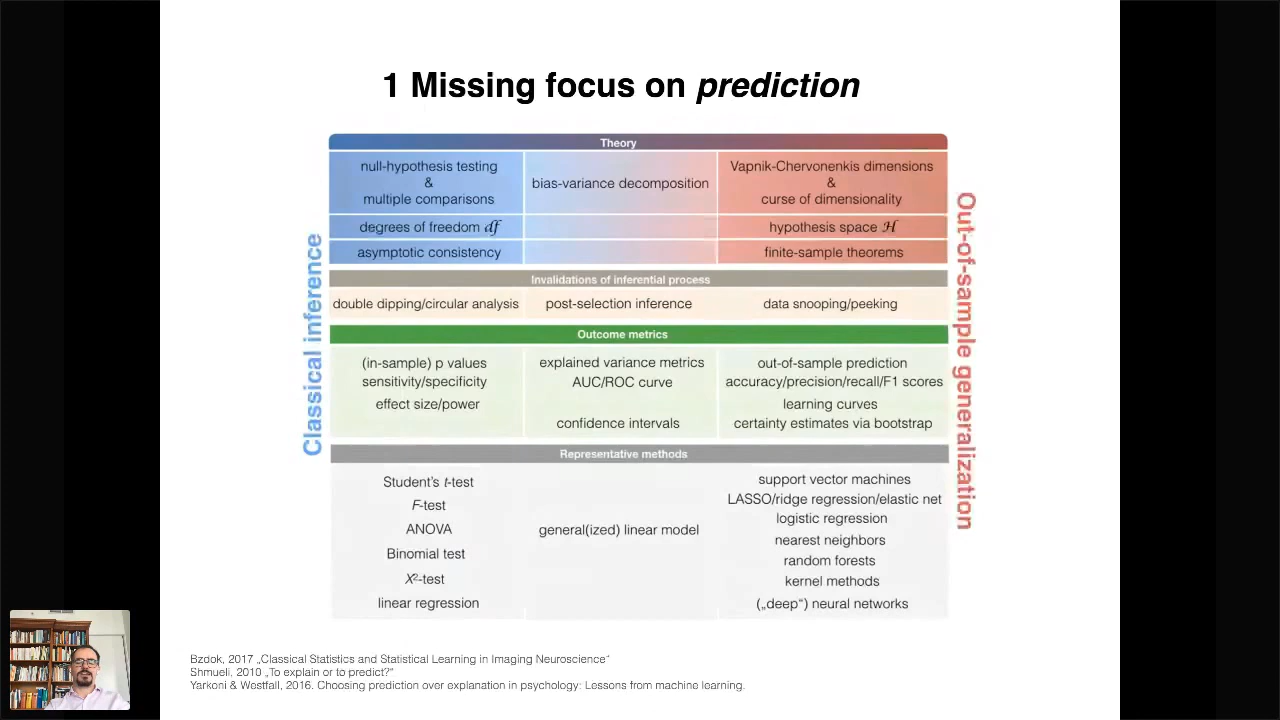 1 Missing focus on prediction
Classical inference
Theory
null-hypothesis testing
&
multiple comparisons
bias-variance decomposition
Vapnik-Chervonenkis dimensions
&
curse of dimensionality
degrees of freedom df
hypothesis space ℋ
asymptotic consistency
finite-sample theorems
Invalidations of inferential process
double dipping/circular analysis
post-selection inference
data snooping/peeking
Outcome metrics
(in-sample) p values
sensitivity/specificity
effect size/power
explained variance metrics
AUC/ROC curve
confidence intervals
out-of-sample prediction
accuracy/precision/recall/F1 scores
learning curves
certainty estimates via bootstrap
Representative methods
Student's t-test
F-test
ANOVA
Binomial test
X²-test
linear regression
general(ized) linear model
support vector machines
LASSO/ridge regression/elastic net
logistic regression
nearest neighbors
random forests
kernel methods
(„deep“) neural networks
Out-of-sample generalization
Bzdok, 2017 „Classical Statistics and Statistical Learning in Imaging Neuroscience“
Shmueli, 2010 „To explain or to predict?“
Yarkoni & Westfall, 2016. Choosing prediction over explanation in psychology: Lessons from machine learning.